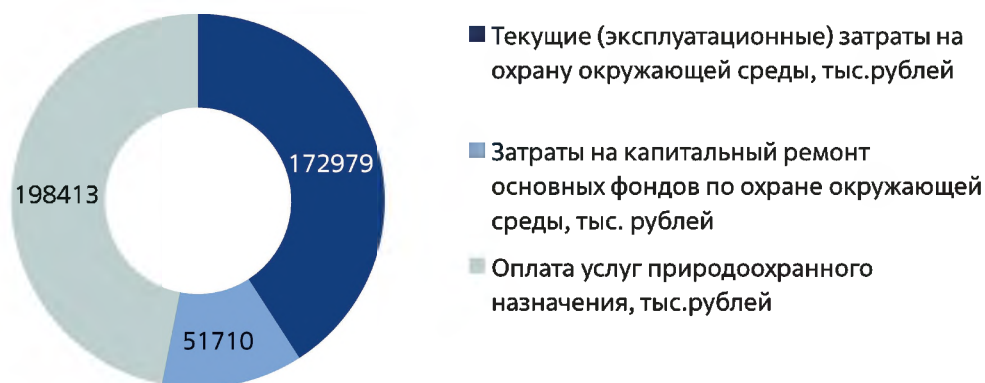 Текущие (эксплуатационные) затраты на
охрану окружающей среды, тыс.рублей
172979
Затраты на капитальный ремонт
основных фондов по охране окружающей
среды, тыс. рублей
198413
Оплата услуг природоохранного
назначения, тыс.рублей
51710